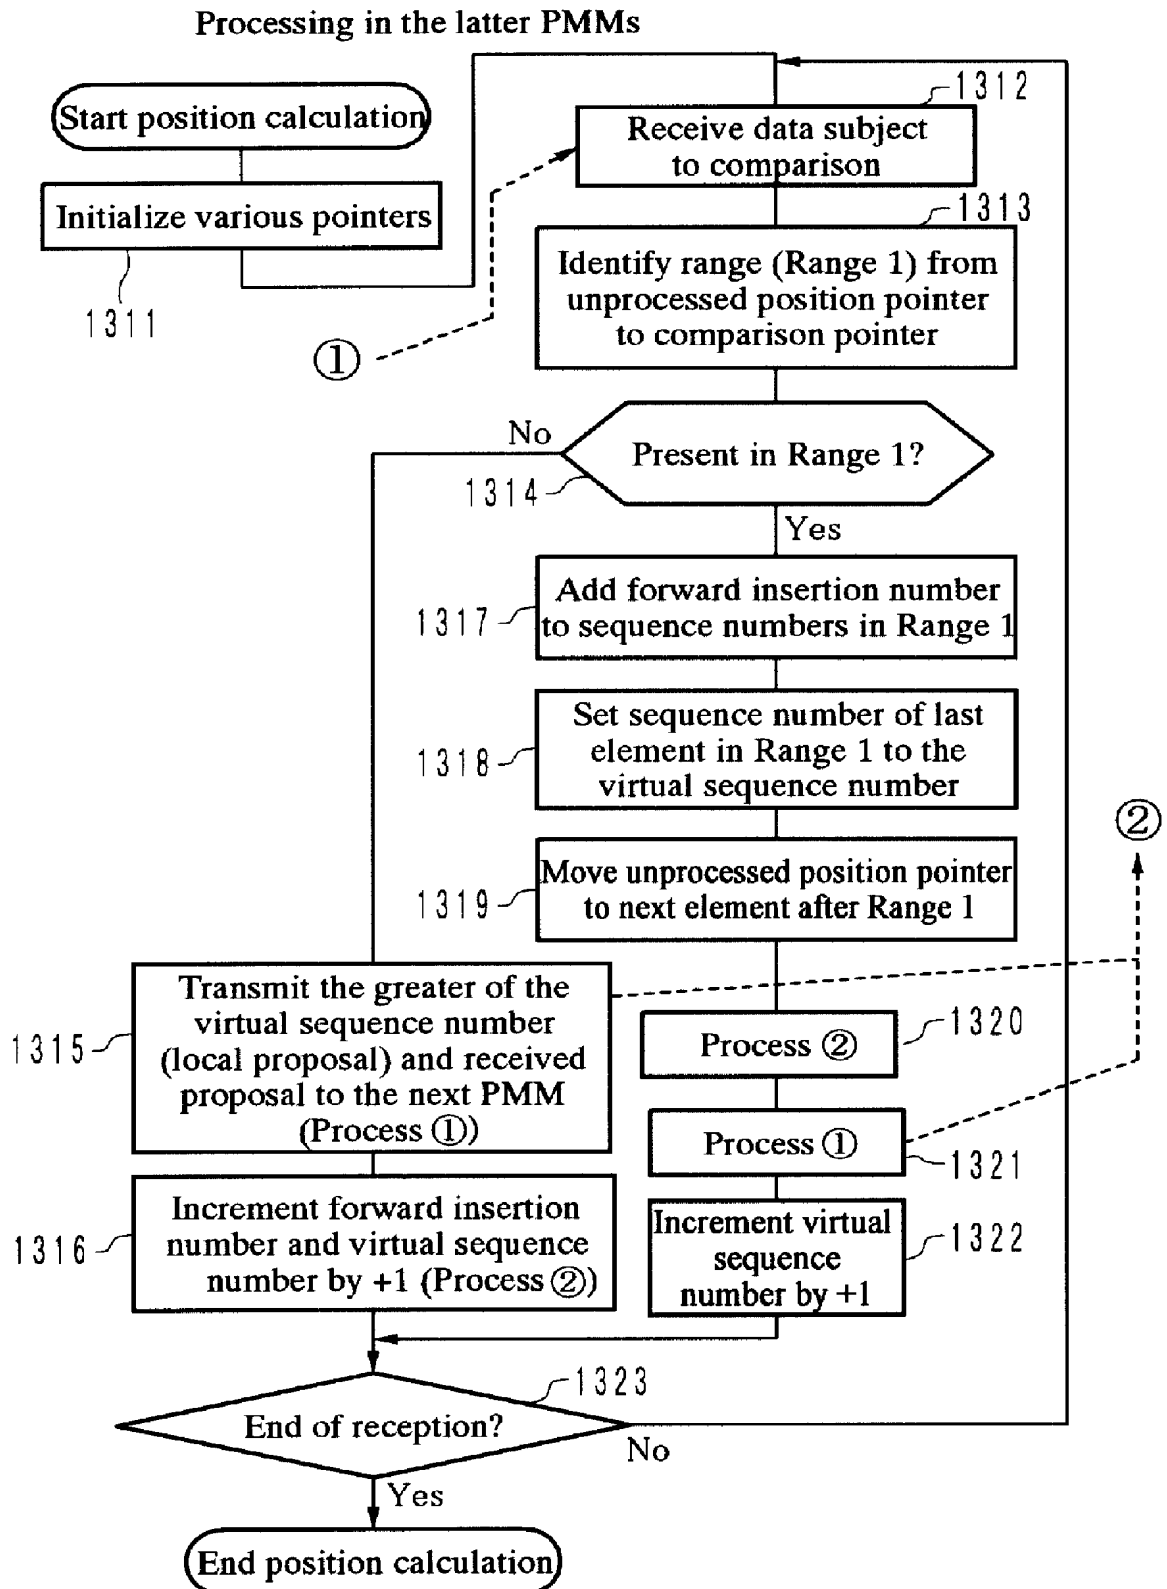 Processing in the latter PMMs
Start position calculation
Initialize various pointers
1311
①
1312
Receive data subject
to comparison
1313
Identify range (Range 1) from
unprocessed position pointer
to comparison pointer
No
Present in Range 1?
1314
Yes
1317
Add forward insertion number
to sequence numbers in Range 1
1318
Set sequence number of last
element in Range 1 to the
virtual sequence number
②
1319
Move unprocessed position pointer
to next element after Range 1
1315
Transmit the greater of the
virtual sequence number
(local proposal) and received
proposal to the next PMM
(Process ①)
1320
Process ②
Process ①
1321
1316
Increment forward insertion
number and virtual sequence
number by +1 (Process ②)
Increment virtual
sequence
number by +1
1322
1323
End of reception?
No
Yes
End position calculation